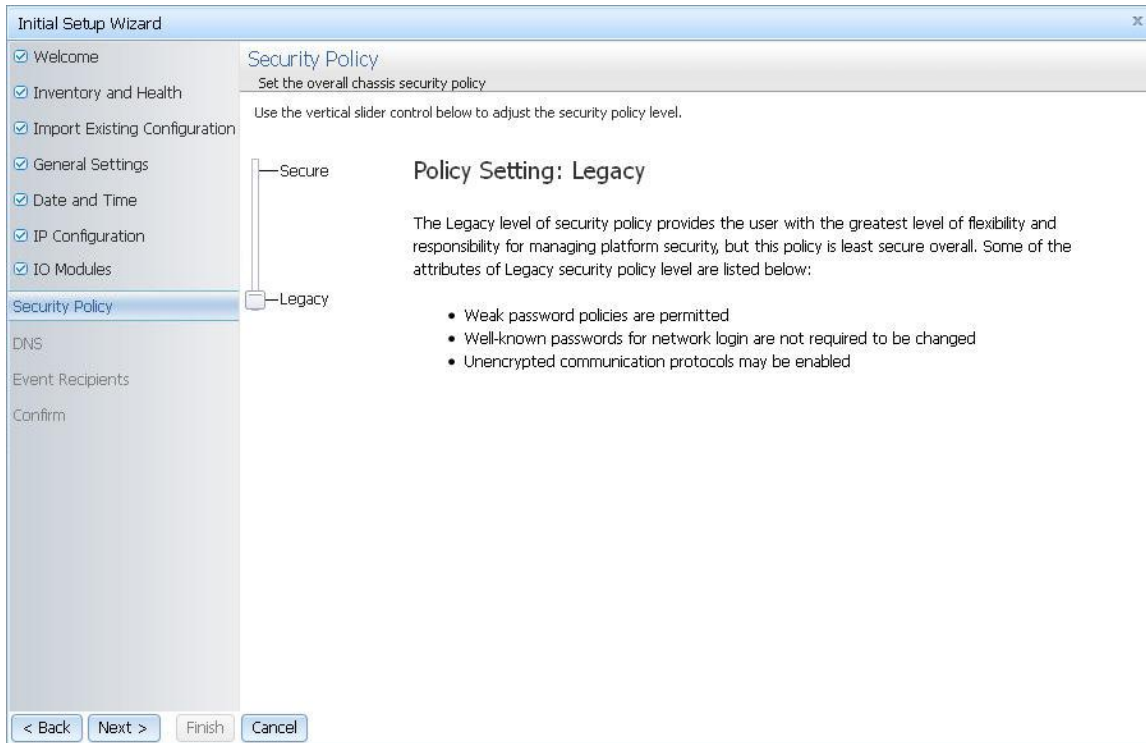 Initial Setup Wizard
x
Welcome
Inventory and Health
Import Existing Configuration
General Settings
Date and Time
IP Configuration
IO Modules
Security Policy
DNS
Event Recipients
Confirm
Security Policy
Set the overall chassis security policy
Use the vertical slider control below to adjust the security policy level.
Secure
Legacy
Policy Setting: Legacy
The Legacy level of security policy provides the user with the greatest level of flexibility and
responsibility for managing platform security, but this policy is least secure overall. Some of the
attributes of Legacy security policy level are listed below:
• Weak password policies are permitted
• Well-known passwords for network login are not required to be changed
• Unencrypted communication protocols may be enabled
< Back Next > Finish Cancel